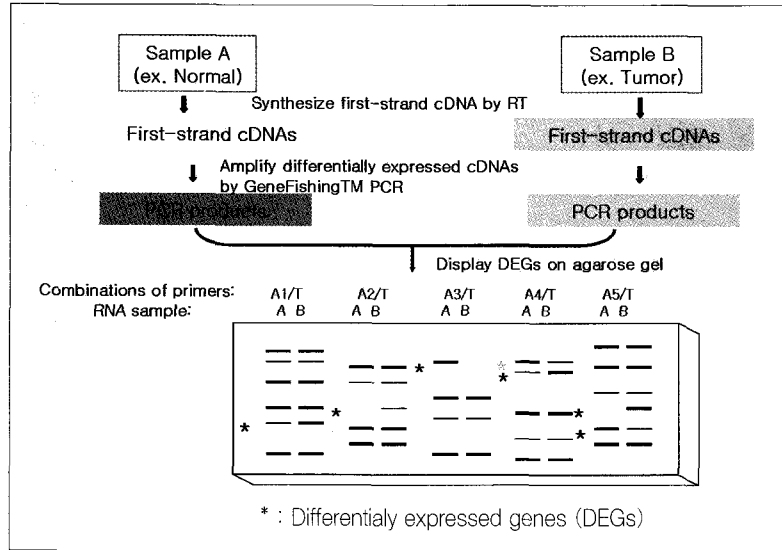 Sample A
(ex. Normal)
Sample B
(ex. Tumor)
Synthesize first-strand cDNA by RT
First-strand cDNAs
First-strand cDNAs
Amplify differentially expressed cDNAs
by GeneFishingTM PCR
PCR products
PCR products
Display DEGs on agarose gel
Combinations of primers: A1/T A2/T A3/T A4/T A5/T
RNA sample: A B A B A B A B A B
* * * * * * *
* : Differentialy expressed genes (DEGs)